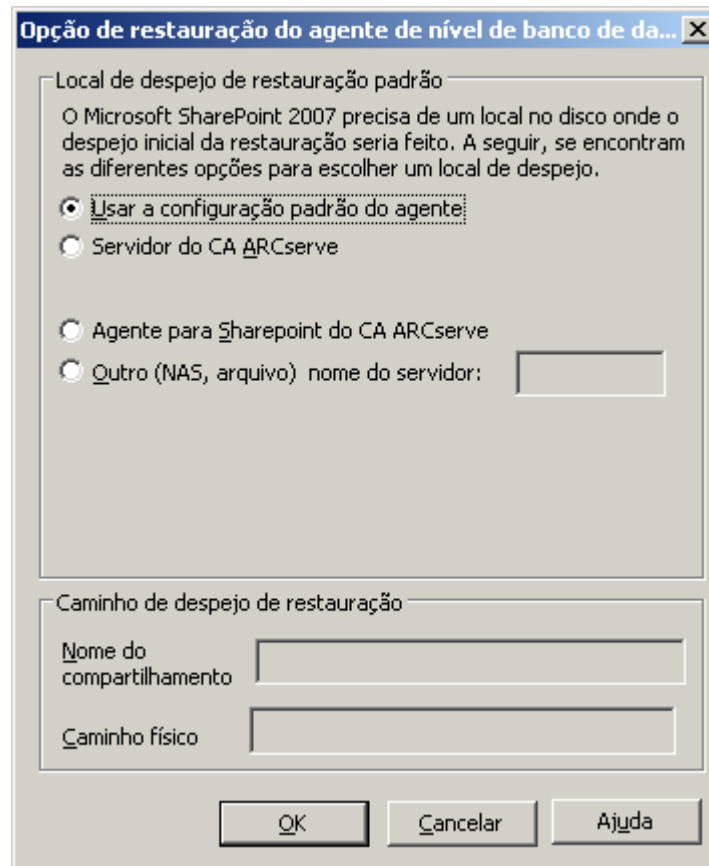 Opção de restauração do agente de nível de banco de da...
Local de despejo de restauração padrão
O Microsoft SharePoint 2007 precisa de um local no disco onde o
despejo inicial da restauração seria feito. A seguir, se encontram
as diferentes opções para escolher um local de despejo.
Usar a configuração padrão do agente
Servidor do CA ARCserve
Agente para Sharepoint do CA ARCserve
Outro (NAS, arquivo) nome do servidor:
Caminho de despejo de restauração
Nome do
compartilhamento
Caminho físico
OK Cancelar Ajuda